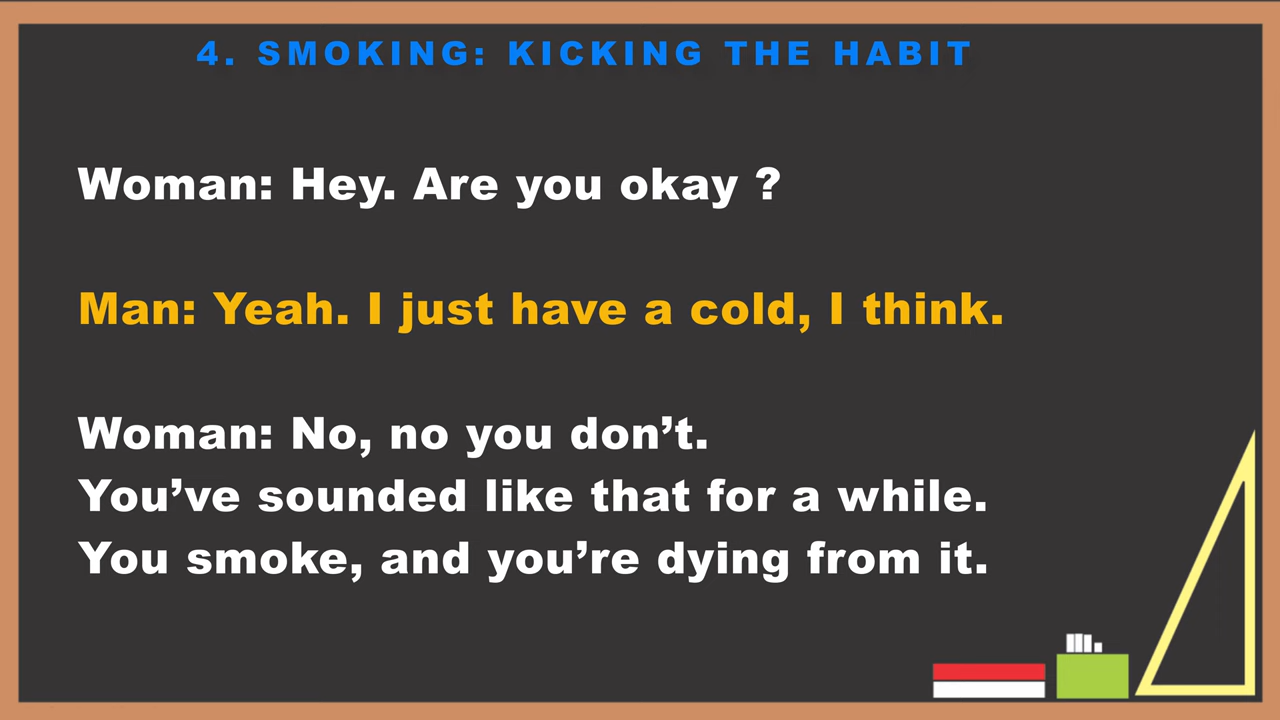 4. SMOKING: KICKING THE HABIT
Woman: Hey. Are you okay ?
Man: Yeah. I just have a cold, I think.
Woman: No, no you don’t.
You’ve sounded like that for a while.
You smoke, and you’re dying from it.